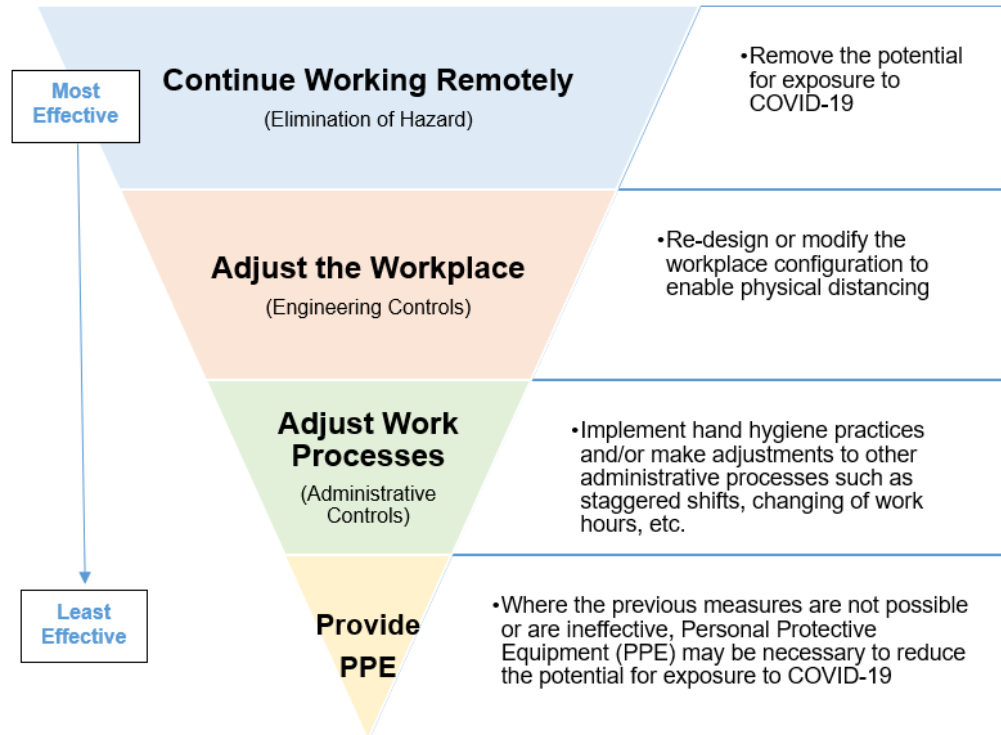 Most
Effective
Continue Working Remotely
(Elimination of Hazard)
•Remove the potential
for exposure to
COVID-19
Adjust the Workplace
(Engineering Controls)
•Re-design or modify the
workplace configuration to
enable physical distancing
Adjust Work
Processes
(Administrative
Controls)
•Implement hand hygiene practices
and/or make adjustments to other
administrative processes such as
staggered shifts, changing of work
hours, etc.
Least
Effective
Provide
PPE
•Where the previous measures are not possible
or are ineffective, Personal Protective
Equipment (PPE) may be necessary to reduce
the potential for exposure to COVID-19